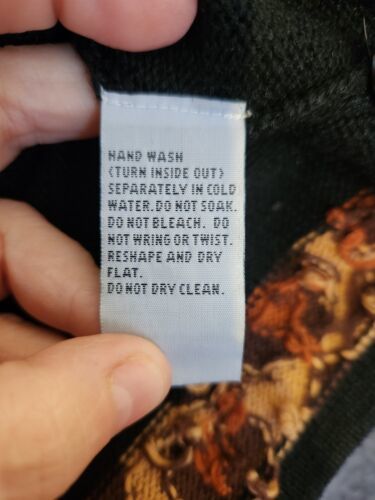 HAND WASH
(TURN INSIDE OUT)
SEPARATELY IN COLD
WATER. DO NOT SOAK.
DO NOT BLEACH. DO
NOT WRING OR TWIST.
RESHAPE AND DRY
FLAT.
DO NOT DRY CLEAN.